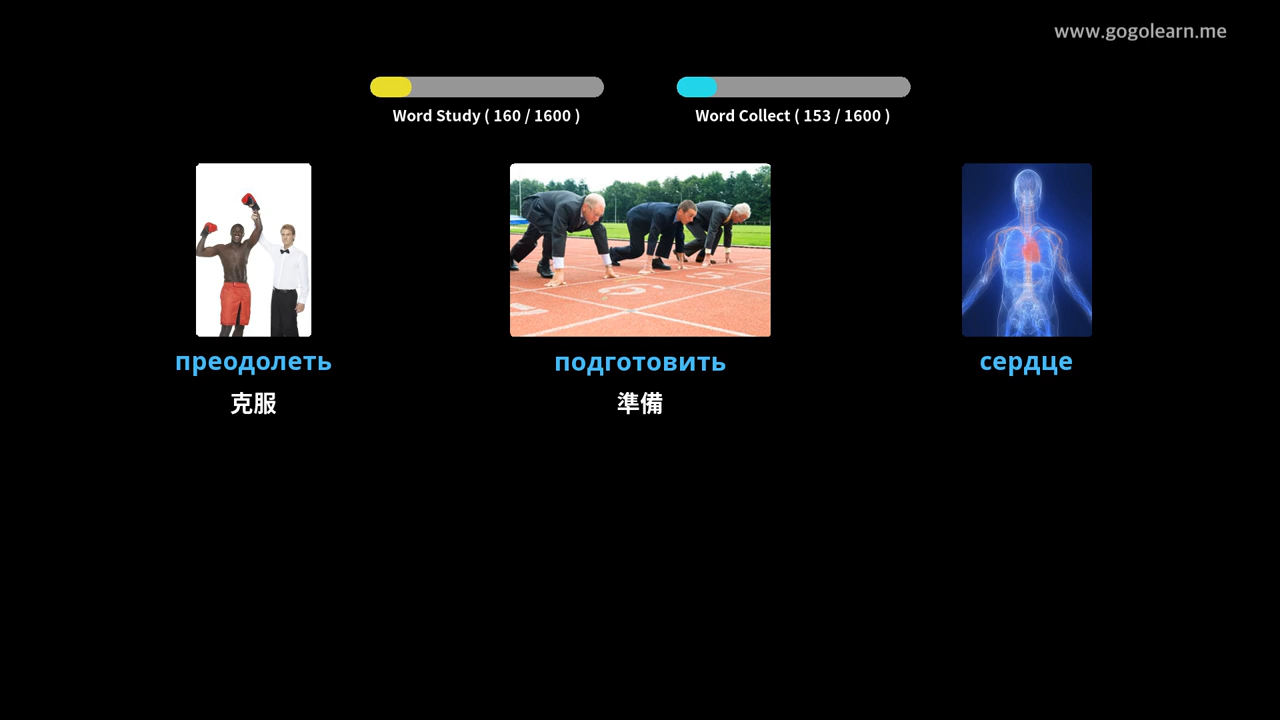 www.gogolearn.me
Word Study ( 160 / 1600 )
Word Collect ( 153 / 1600 )
преодолеть
подготовить
сердце
克服
準備